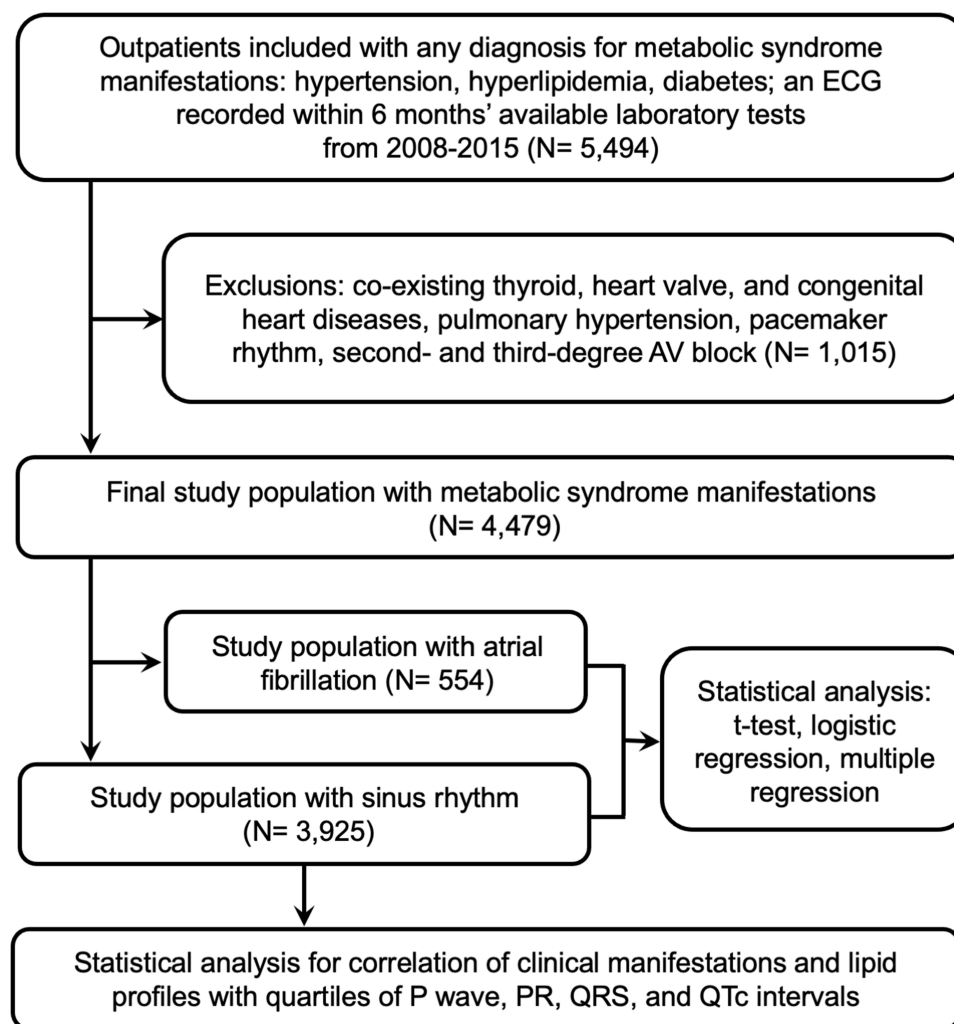 Outpatients included with any diagnosis for metabolic syndrome
manifestations: hypertension, hyperlipidemia, diabetes; an ECG
recorded within 6 months’ available laboratory tests
from 2008-2015 (N= 5,494)
Exclusions: co-existing thyroid, heart valve, and congenital
heart diseases, pulmonary hypertension, pacemaker
rhythm, second- and third-degree AV block (N= 1,015)
Final study population with metabolic syndrome manifestations
(N= 4,479)
Study population with atrial
fibrillation (N= 554)
Study population with sinus rhythm
(N= 3,925)
Statistical analysis:
t-test, logistic
regression, multiple
regression
Statistical analysis for correlation of clinical manifestations and lipid
profiles with quartiles of P wave, PR, QRS, and QTc intervals